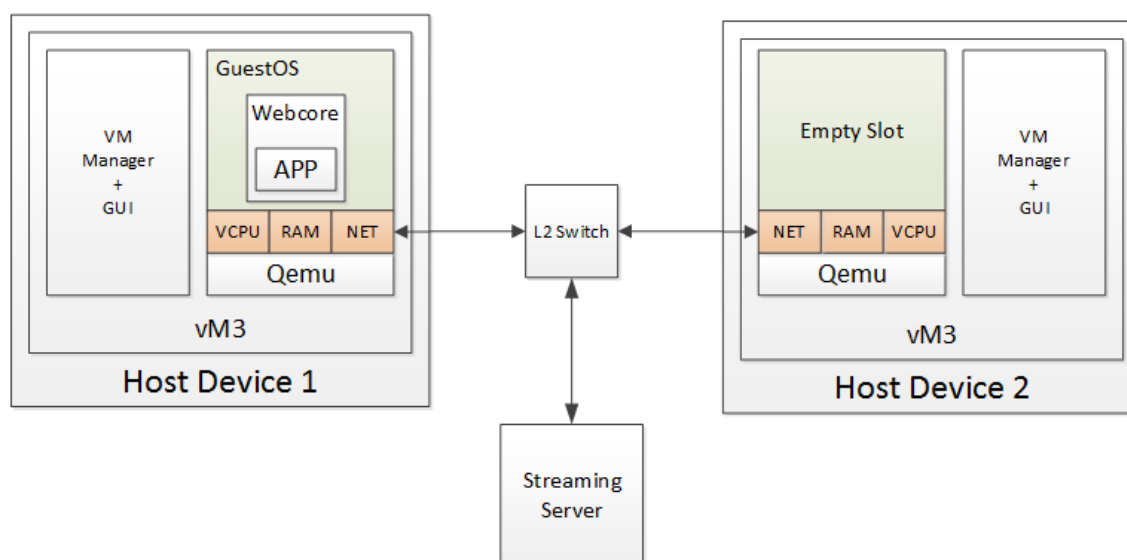 GuestOS
Webcore
APP
VM
Manager
+
GUI
VCPU RAM NET
Qemu
vM3
Host Device 1
L2 Switch
Streaming
Server
Empty Slot
NET RAM VCPU
Qemu
VM
Manager
+
GUI
vM3
Host Device 2